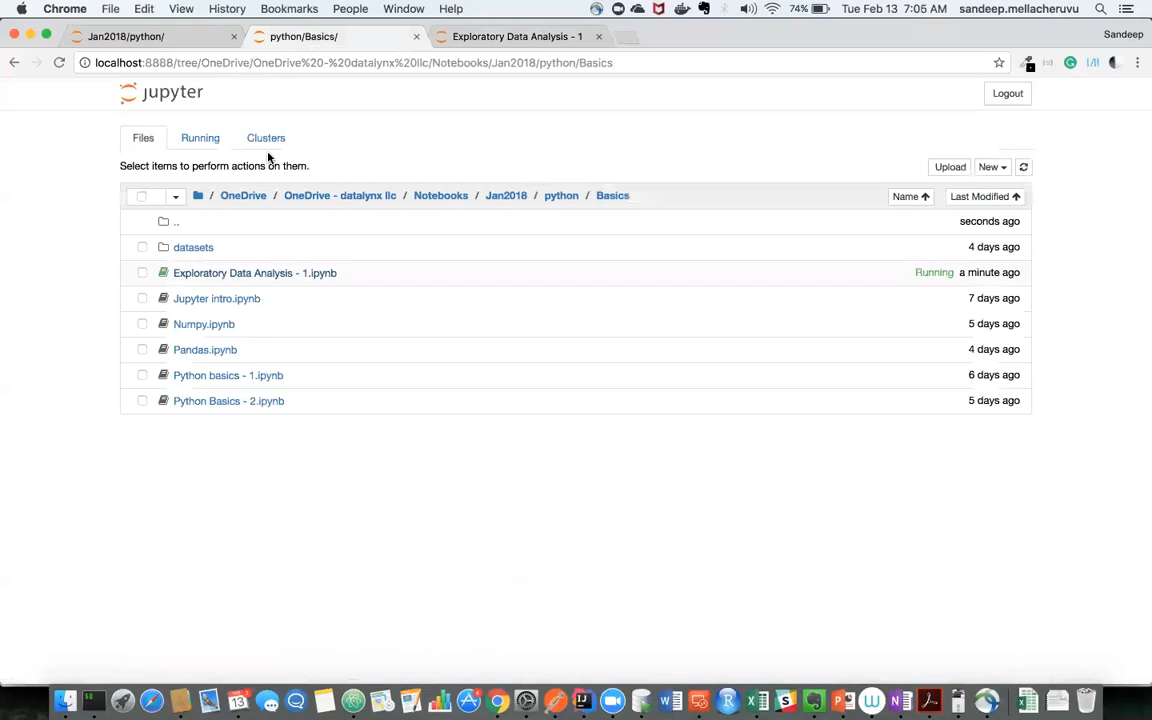 Chrome File Edit View History Bookmarks People Window Help 74% Tue Feb 13 7:05 AM sandeep.mellacheruvu
Jan2018/python/ python/Basics/ Exploratory Data Analysis - 1 Sandeep
localhost:8888/tree/OneDrive/OneDrive%20-%20datalynx%20llc/Notebooks/Jan2018/python/Basics
jupyter Logout
Files Running Clusters
Select items to perform actions on them. Upload New
/ OneDrive / OneDrive - datalynx llc / Notebooks / Jan2018 / python / Basics Name Last Modified
.. seconds ago
datasets 4 days ago
Exploratory Data Analysis - 1.ipynb Running a minute ago
Jupyter intro.ipynb 7 days ago
Numpy.ipynb 5 days ago
Pandas.ipynb 4 days ago
Python basics - 1.ipynb 6 days ago
Python Basics - 2.ipynb 5 days ago